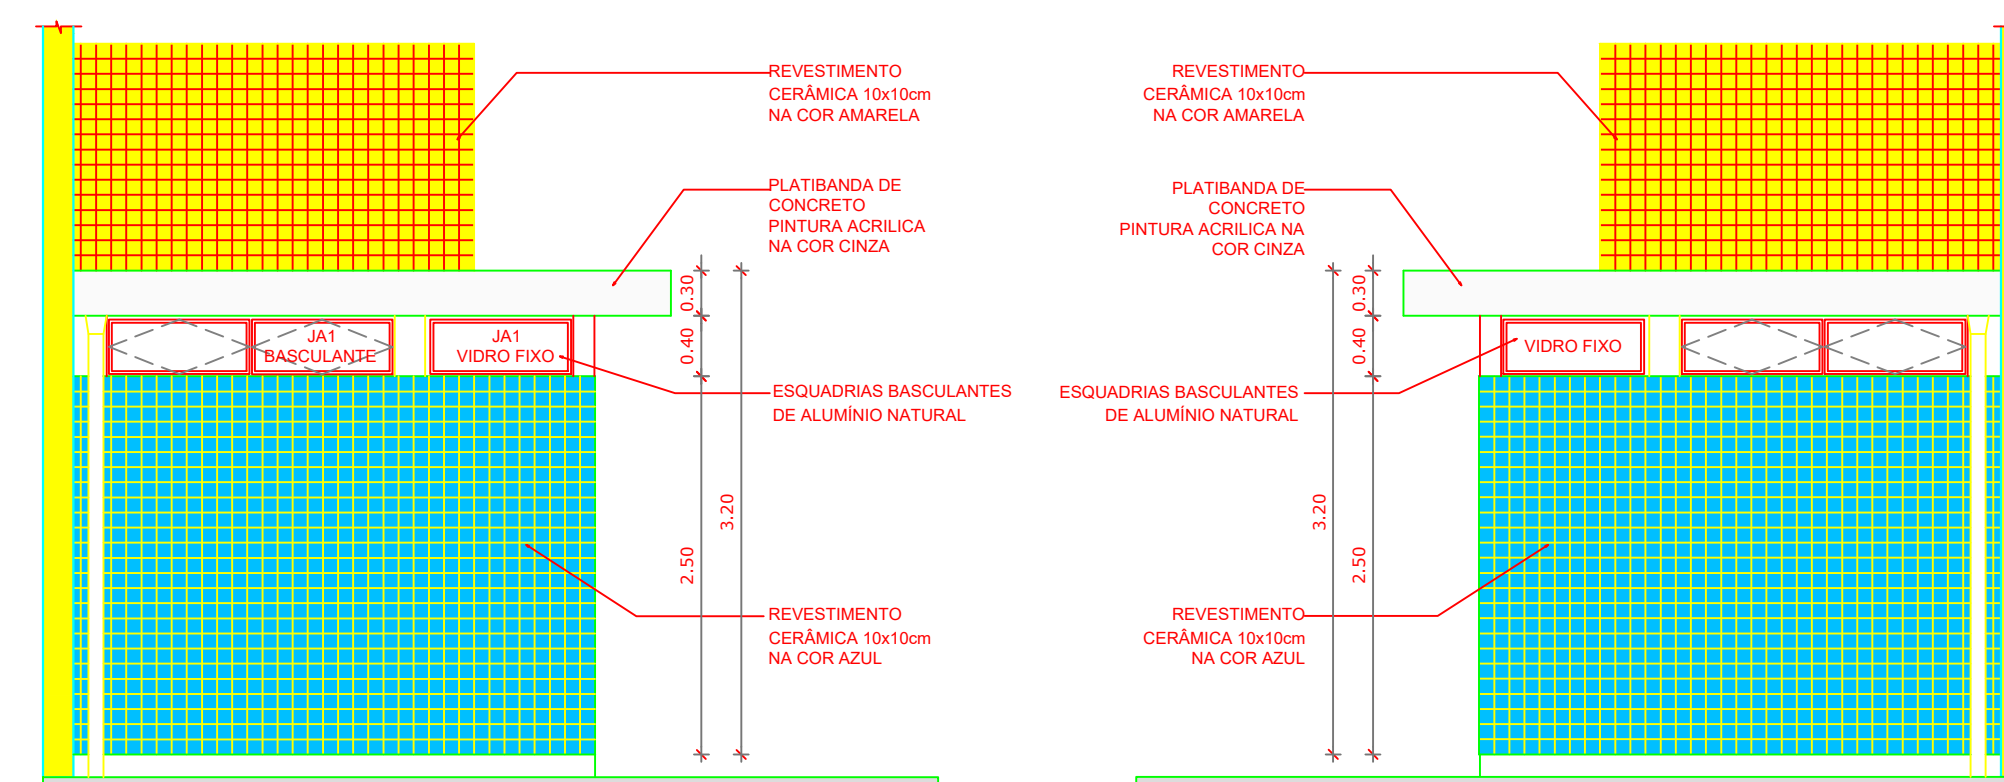 REVESTIMENTO
CERÂMICA 10x10cm
NA COR AMARELA
PLATIBANDA DE
CONCRETO
PINTURA ACRILICA
NA COR CINZA
0.30
0.40
JA1
BASCULANTE
JA1
VIDRO FIXO
ESQUADRIAS BASCULANTES
DE ALUMÍNIO NATURAL
3.20
2.50
REVESTIMENTO
CERÂMICA 10x10cm
NA COR AZUL
REVESTIMENTO
CERÂMICA 10x10cm
NA COR AMARELA
PLATIBANDA DE
CONCRETO
PINTURA ACRILICA NA
COR CINZA
0.30
0.40
VIDRO FIXO
ESQUADRIAS BASCULANTES
DE ALUMÍNIO NATURAL
3.20
2.50
REVESTIMENTO
CERÂMICA 10x10cm
NA COR AZUL